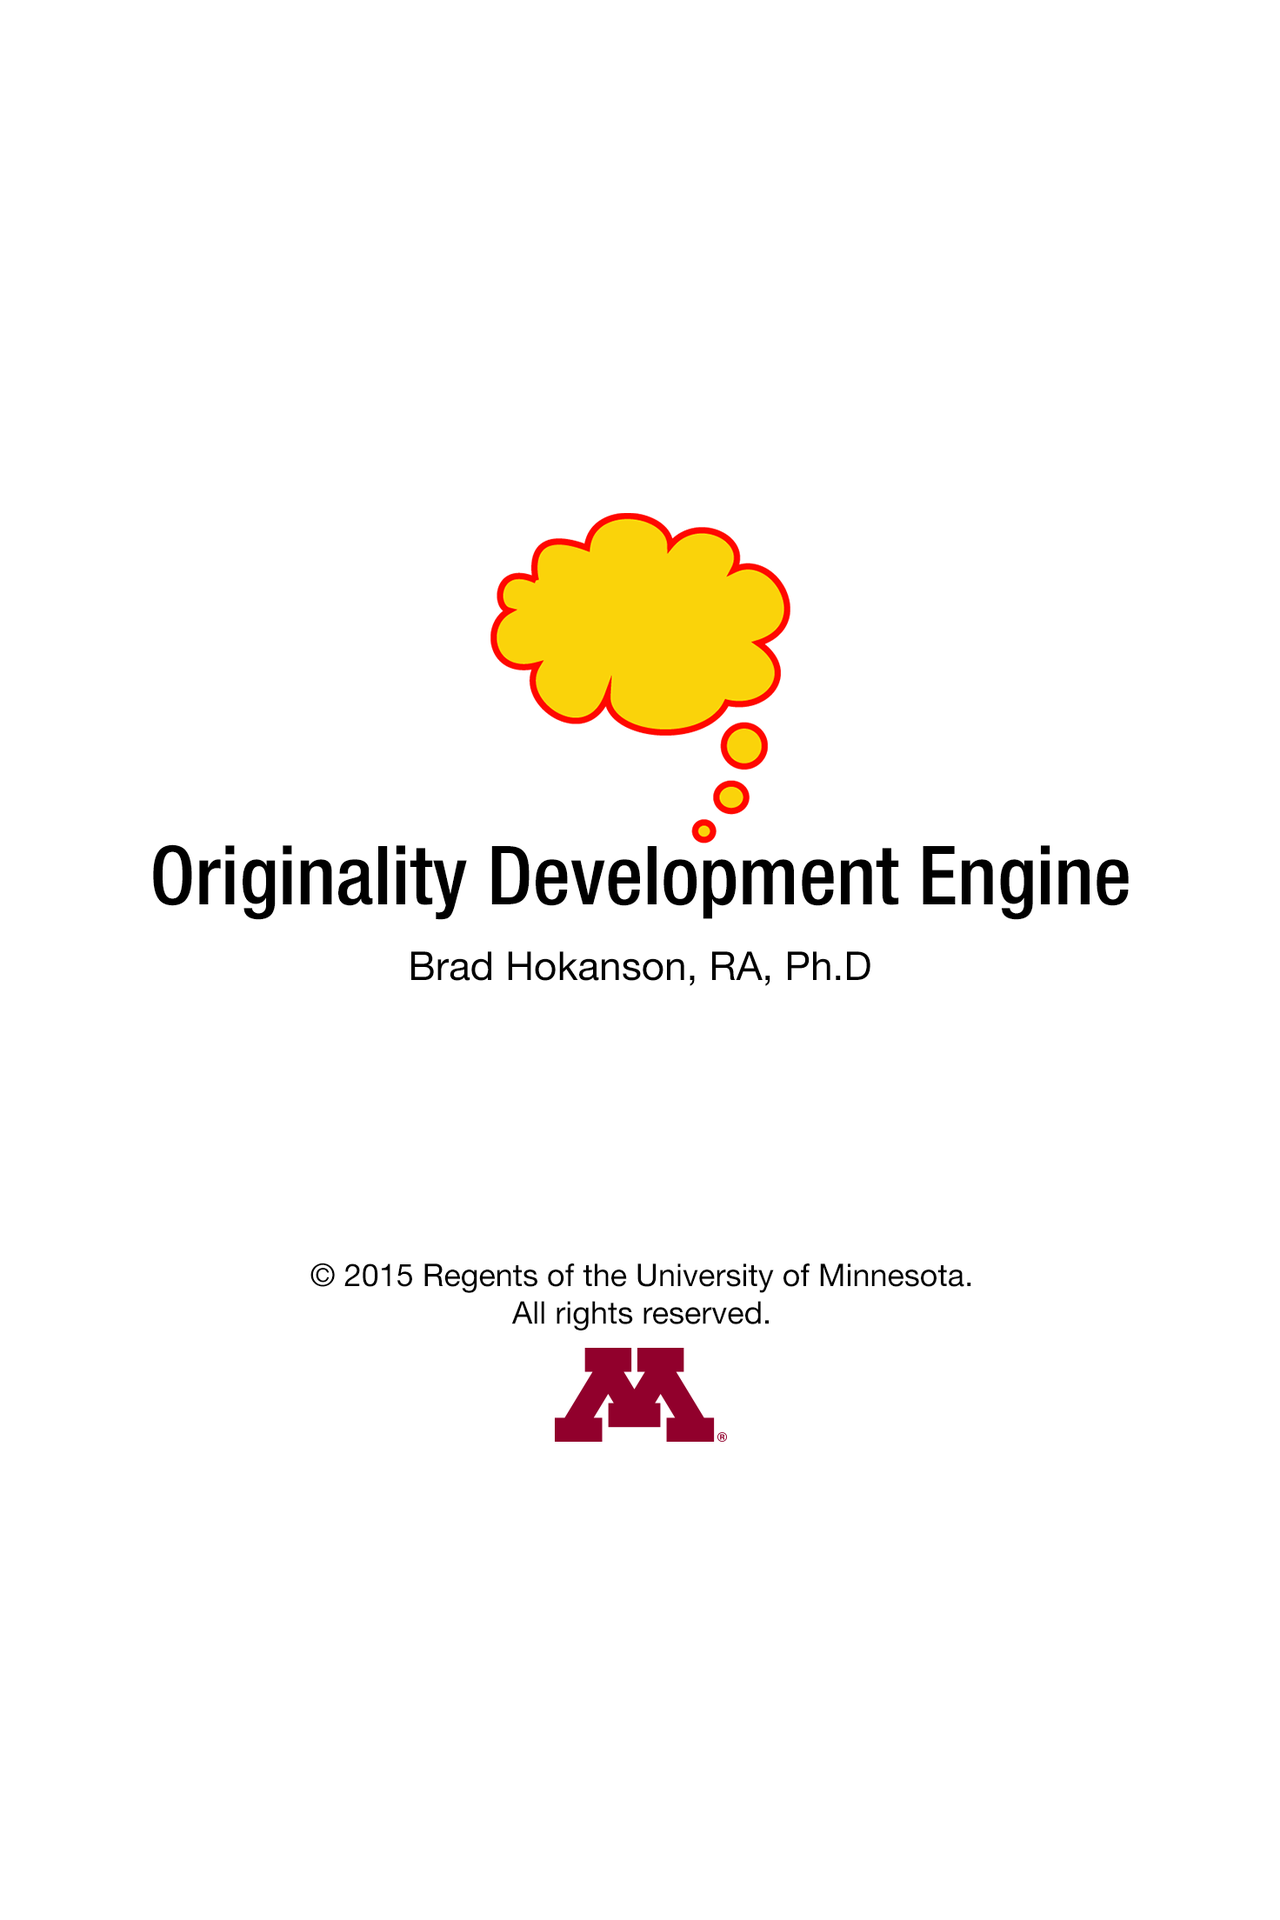 Originality Development Engine
Brad Hokanson, RA, Ph.D
© 2015 Regents of the University of Minnesota.
All rights reserved.
M®